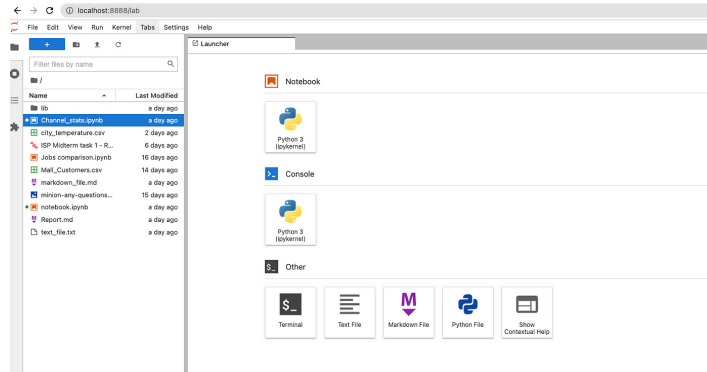 localhost:8888/lab
File Edit View Run Kernel Tabs Settings Help
Filter files by name
/
Name Last Modified
lib a day ago
Channel_stats.ipynb a day ago
city_temperature.csv 2 days ago
ISP Midterm task 1 - R... 6 days ago
Jobs comparison.ipynb 16 days ago
Mall_Customers.csv 14 days ago
markdown_file.md a day ago
minion-any-questions... 15 days ago
notebook.ipynb a day ago
Report.md a day ago
text_file.txt a day ago
Launcher
Notebook
Python 3
(ipykernel)
Console
Python 3
(ipykernel)
$_ Other
$_
Terminal
Text File
M
Markdown File
Python File
Show
Contextual Help